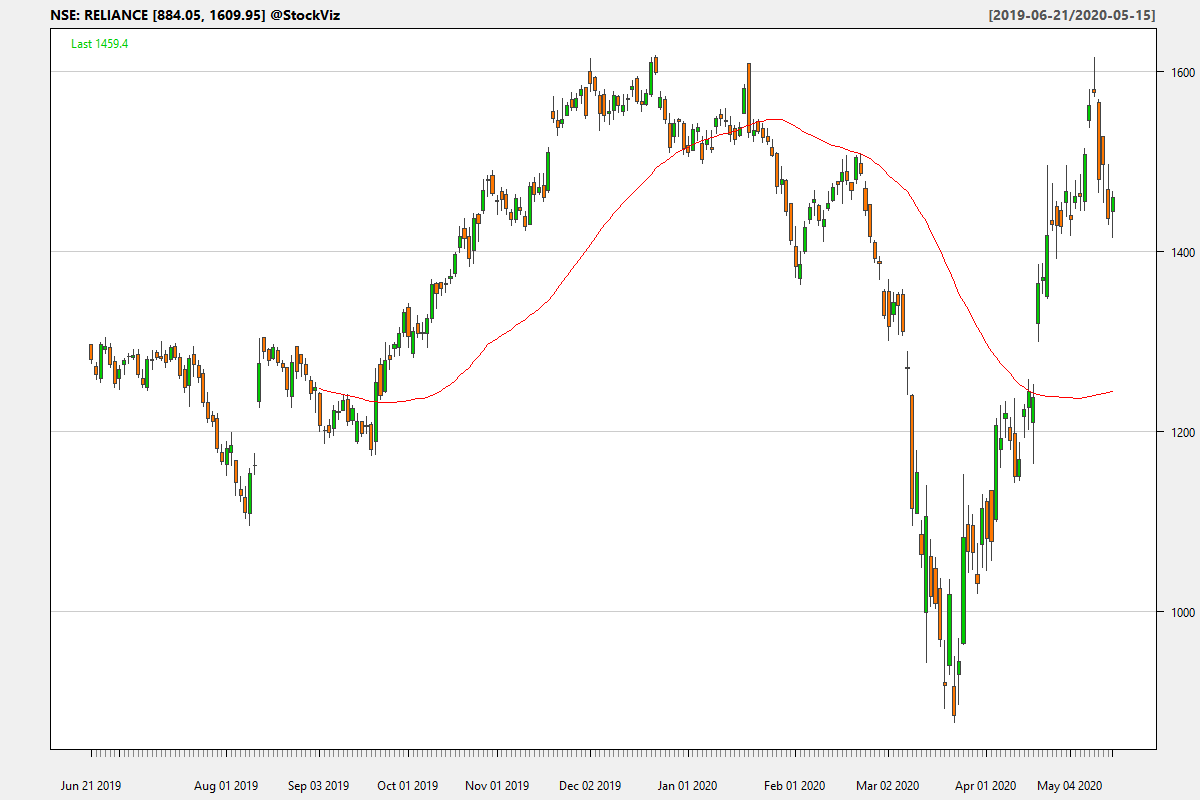 NSE: RELIANCE [884.05, 1609.95] @StockViz [2019-06-21/2020-05-15]
Last 1459.4
1600
1400
1200
1000
Jun 21 2019 Aug 01 2019 Sep 03 2019 Oct 01 2019 Nov 01 2019 Dec 02 2019 Jan 01 2020 Feb 01 2020 Mar 02 2020 Apr 01 2020 May 04 2020